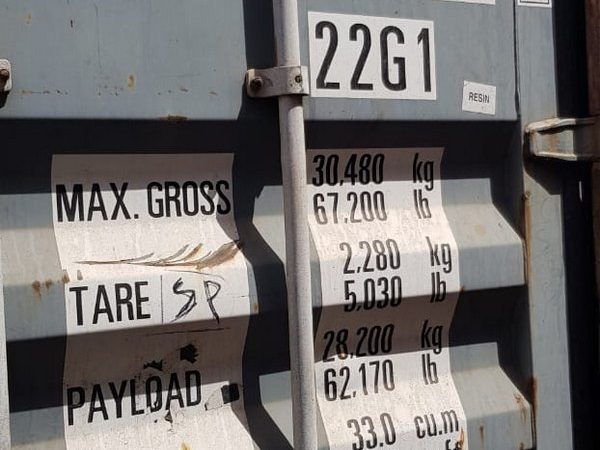 22G1
RESIN
MAX. GROSS 30.480 kg
67.200 lb
2.280 kg
TARE SP 5.030 lb
28.200 kg
PAYLOAD 62.170 lb
33.0 cu.m